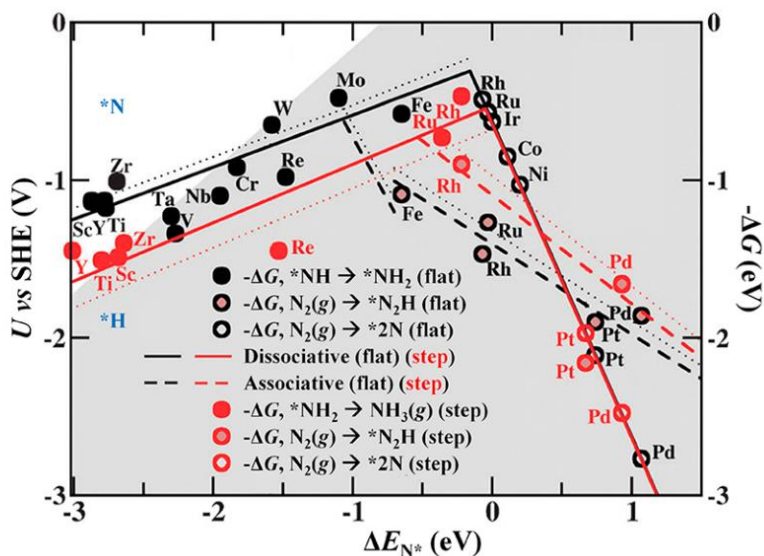 U vs SHE (V)
0
-1
-2
-3
0
-1
-2
-3
-ΔG (eV)
-3 -2 -1 0 1
ΔE_N* (eV)
*N
*H
Mo
W
Fe
Rh
Ru
Zr
Cr
Re
Nb
Ta
V
Sc Y Ti
Rh
Ru
Ir
Co
Ni
Rh
Fe
Ru
Rh
Pd
Pd
Pt
Pt
Pt
Pt
Pd
Pd
Y
Ti
Sc
Zr
Re
-ΔG, *NH → *NH₂ (flat)
-ΔG, N₂(g) → *N₂H (flat)
-ΔG, N₂(g) → *2N (flat)
Dissociative (flat) (step)
Associative (flat) (step)
-ΔG, *NH₂ → NH₃(g) (step)
-ΔG, N₂(g) → *N₂H (step)
-ΔG, N₂(g) → *2N (step)